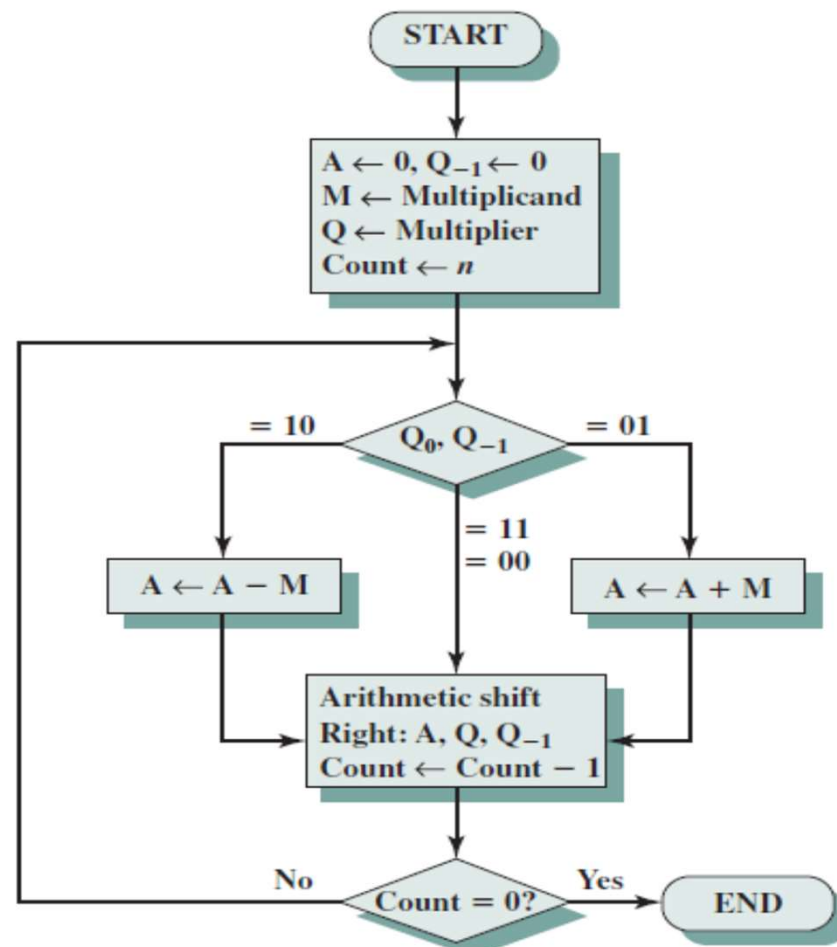 START
A ← 0, Q₋₁ ← 0
M ← Multiplicand
Q ← Multiplier
Count ← n
= 10
Q₀, Q₋₁
= 01
= 11
= 00
A ← A − M
A ← A + M
Arithmetic shift
Right: A, Q, Q₋₁
Count ← Count − 1
No
Count = 0?
Yes
END